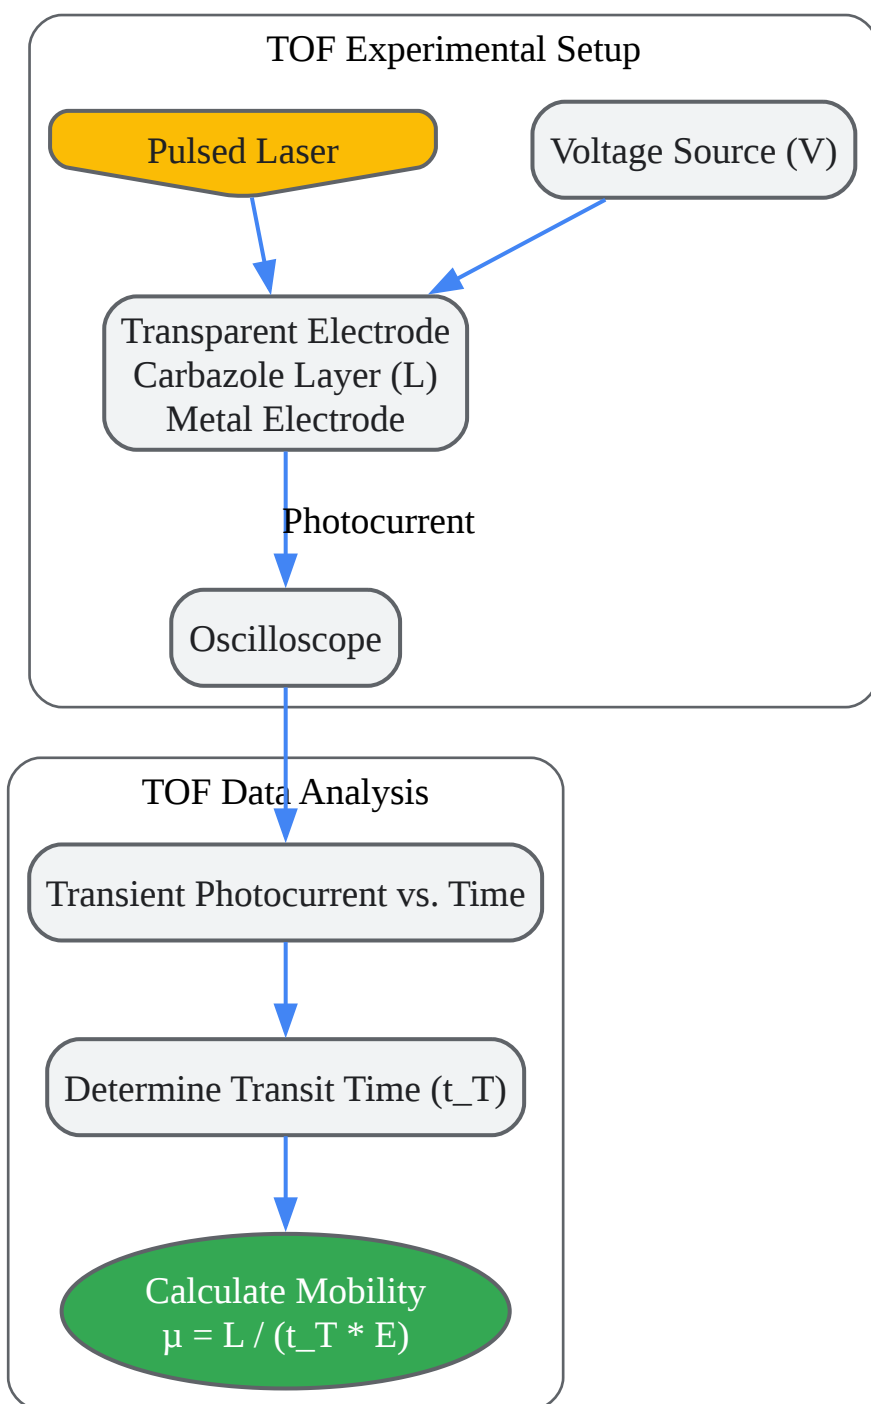 TOF Experimental Setup
Pulsed Laser
Voltage Source (V)
Transparent Electrode
Carbazole Layer (L)
Metal Electrode
Photocurrent
Oscilloscope
TOF Data Analysis
Transient Photocurrent vs. Time
Determine Transit Time (t_T)
Calculate Mobility
µ = L / (t_T * E)